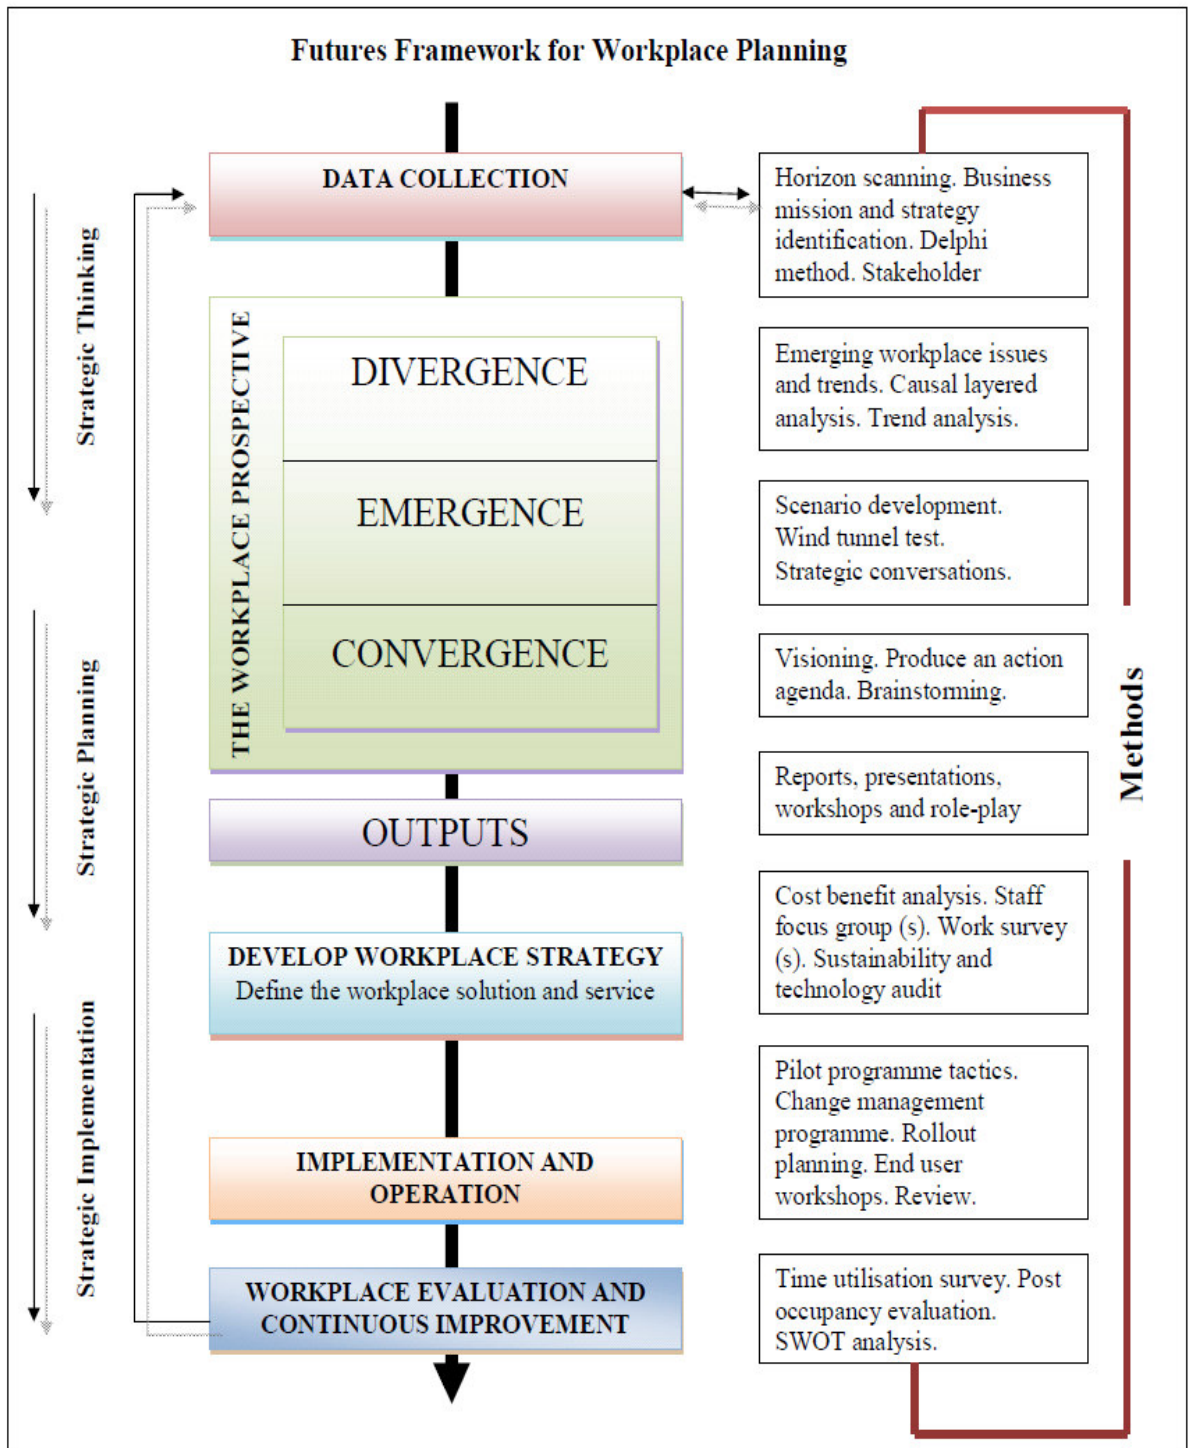 Futures Framework for Workplace Planning
DATA COLLECTION
Horizon scanning. Business
mission and strategy
identification. Delphi
method. Stakeholder
Strategic Thinking
THE WORKPLACE PROSPECTIVE
DIVERGENCE
Emerging workplace issues
and trends. Causal layered
analysis. Trend analysis.
EMERGENCE
Scenario development.
Wind tunnel test.
Strategic conversations.
CONVERGENCE
Visioning. Produce an action
agenda. Brainstorming.
Strategic Planning
Methods
OUTPUTS
Reports, presentations,
workshops and role-play
DEVELOP WORKPLACE STRATEGY
Define the workplace solution and service
Cost benefit analysis. Staff
focus group (s). Work survey
(s). Sustainability and
technology audit
Strategic Implementation
IMPLEMENTATION AND
OPERATION
Pilot programme tactics.
Change management
programme. Rollout
planning. End user
workshops. Review.
WORKPLACE EVALUATION AND
CONTINUOUS IMPROVEMENT
Time utilisation survey. Post
occupancy evaluation.
SWOT analysis.